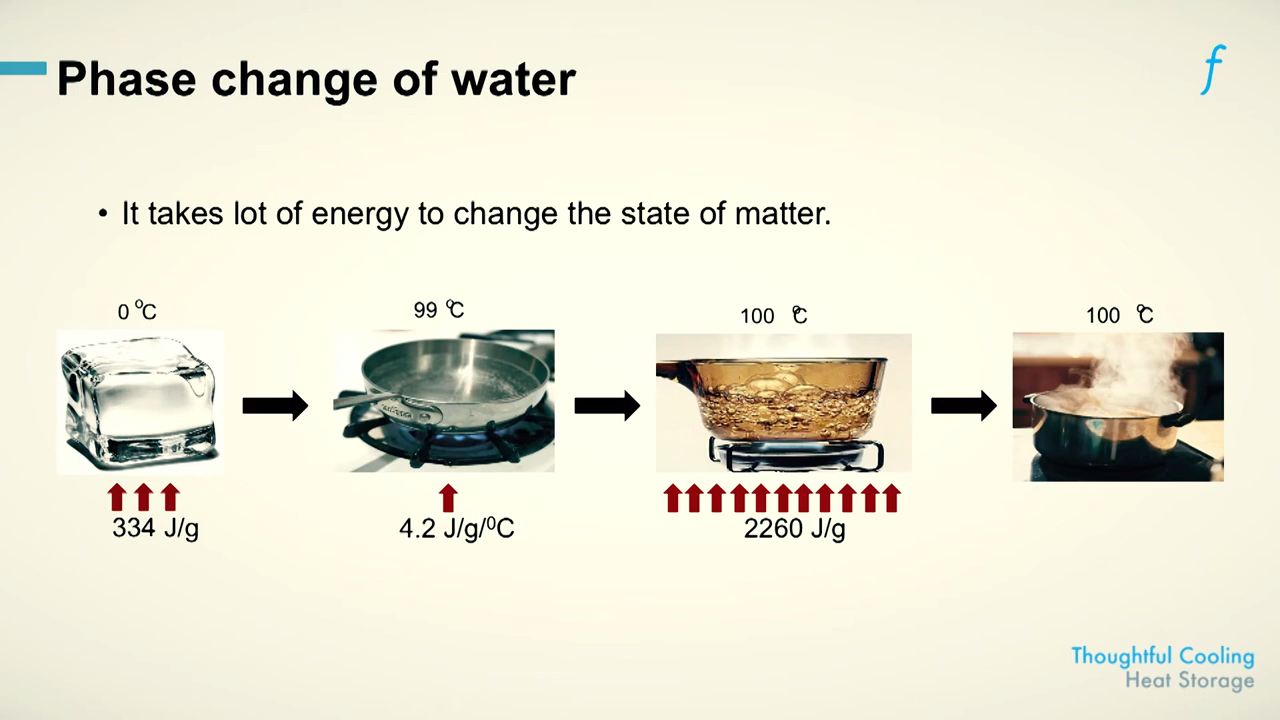 Phase change of water
f
• It takes lot of energy to change the state of matter.
0 ºC
99 ºC
100 ºC
100 ºC
334 J/g
4.2 J/g/⁰C
2260 J/g
Thoughtful Cooling
Heat Storage